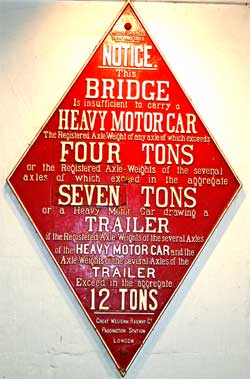 NOTICE.
This
BRIDGE
Is insufficient to carry a
HEAVY MOTOR CAR
The Registered Axle-Weight of any axle of which exceeds
FOUR TONS
or the Registered Axle-Weights of the several
axles of which exceed in the aggregate
SEVEN TONS
or a Heavy Motor Car drawing a
TRAILER
if the Registered Axle Weights of the several Axles
of the HEAVY MOTOR CAR and the
Axle Weights of the several Axles of the
TRAILER
Exceed in the aggregate
12 TONS
GREAT WESTERN RAILWAY CO
PADDINGTON STATION
LONDON